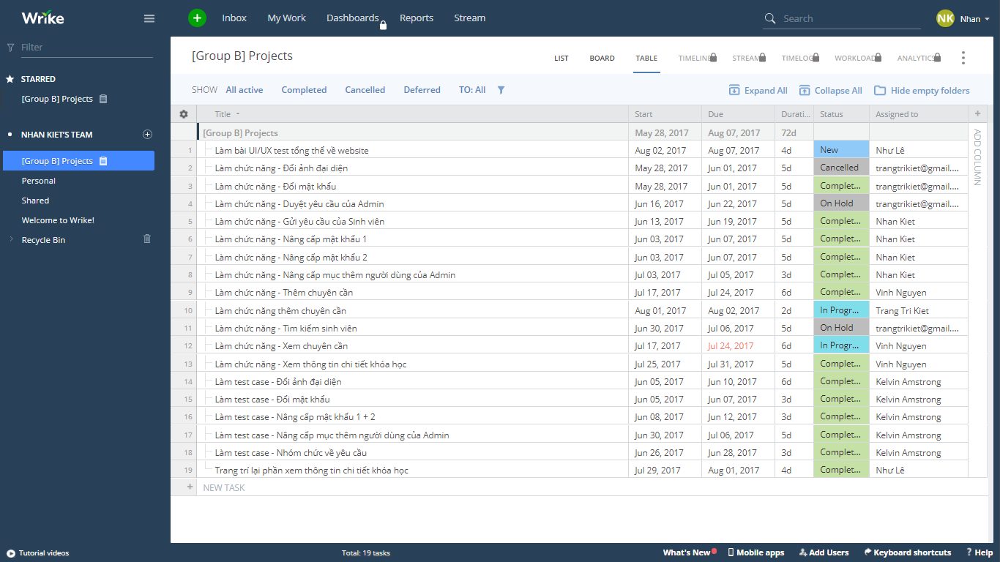 Wrike
Inbox My Work Dashboards Reports Stream
Search
NK Nhan
Filter
STARRED
[Group B] Projects
NHAN KIET'S TEAM
[Group B] Projects
Personal
Shared
Welcome to Wrike!
Recycle Bin
[Group B] Projects
LIST BOARD TABLE TIMELINE STREAM TIMELOG WORKLOAD ANALYTICS
SHOW All active Completed Cancelled Deferred TO: All
Expand All Collapse All Hide empty folders
Title Start Due Durati... Status Assigned to +
ADD COLUMN
[Group B] Projects May 28, 2017 Aug 07, 2017 72d
1 Làm bài UI/UX test tổng thể về website Aug 02, 2017 Aug 07, 2017 4d New Như Lê
2 Làm chức năng - Đổi ảnh đại diện May 28, 2017 Jun 01, 2017 5d Cancelled trangtrikiet@gmail....
3 Làm chức năng - Đổi mật khẩu May 28, 2017 Jun 01, 2017 5d Complet... trangtrikiet@gmail....
4 Làm chức năng - Duyệt yêu cầu của Admin Jun 16, 2017 Jun 22, 2017 5d On Hold trangtrikiet@gmail....
5 Làm chức năng - Gửi yêu cầu của Sinh viên Jun 13, 2017 Jun 19, 2017 5d Complet... Nhan Kiet
6 Làm chức năng - Nâng cấp mật khẩu 1 Jun 03, 2017 Jun 07, 2017 5d Complet... Nhan Kiet
7 Làm chức năng - Nâng cấp mật khẩu 2 Jun 03, 2017 Jun 07, 2017 5d Complet... Nhan Kiet
8 Làm chức năng - Nâng cấp mục thêm người dùng của Admin Jul 03, 2017 Jul 05, 2017 3d Complet... Nhan Kiet
9 Làm chức năng - Thêm chuyên cần Jul 17, 2017 Jul 24, 2017 6d Complet... Vinh Nguyen
10 Làm chức năng thêm chuyên cần Aug 01, 2017 Aug 02, 2017 2d In Progr... Trang Tri Kiet
11 Làm chức năng - Tìm kiếm sinh viên Jun 30, 2017 Jul 06, 2017 5d On Hold trangtrikiet@gmail....
12 Làm chức năng - Xem chuyên cần Jul 17, 2017 Jul 24, 2017 6d In Progr... Vinh Nguyen
13 Làm chức năng - Xem thông tin chi tiết khóa học Jul 25, 2017 Jul 31, 2017 5d Complet... Vinh Nguyen
14 Làm test case - Đổi ảnh đại diện Jun 05, 2017 Jun 10, 2017 6d Complet... Kelvin Amstrong
15 Làm test case - Đổi mật khẩu Jun 05, 2017 Jun 07, 2017 3d Complet... Kelvin Amstrong
16 Làm test case - Nâng cấp mật khẩu 1 + 2 Jun 08, 2017 Jun 12, 2017 3d Complet... Kelvin Amstrong
17 Làm test case - Nâng cấp mục thêm người dùng của Admin Jun 30, 2017 Jul 06, 2017 5d Complet... Kelvin Amstrong
18 Làm test case - Nhóm chức về yêu cầu Jun 26, 2017 Jun 28, 2017 3d Complet... Kelvin Amstrong
19 Trang trí lại phần xem thông tin chi tiết khóa học Jul 29, 2017 Aug 01, 2017 4d Complet... Như Lê
+ NEW TASK
Tutorial videos
Total: 19 tasks
What's New Mobile apps Add Users Keyboard shortcuts ? Help